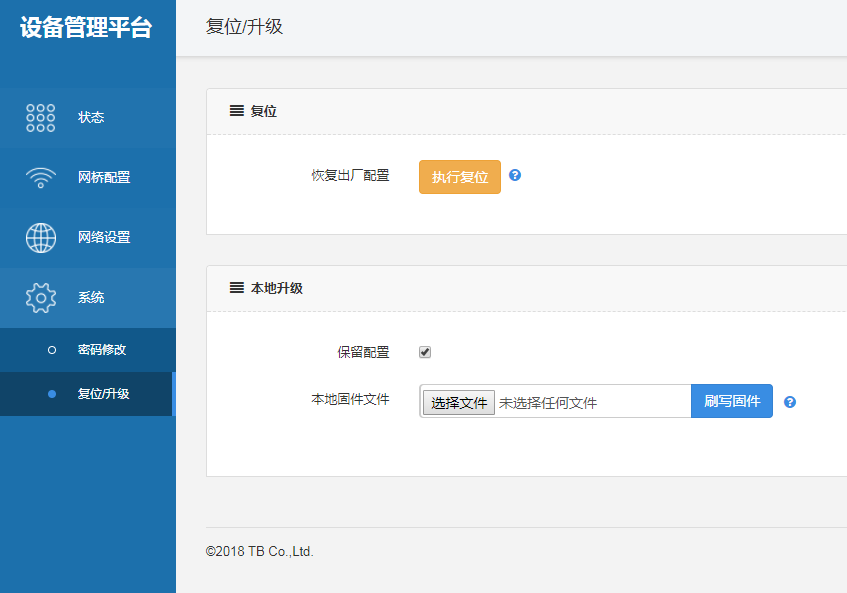 设备管理平台
复位/升级
状态
网桥配置
网络设置
系统
密码修改
复位/升级
复位
恢复出厂配置 执行复位 ?
本地升级
保留配置
本地固件文件 选择文件 未选择任何文件 刷写固件 ?
©2018 TB Co.,Ltd.